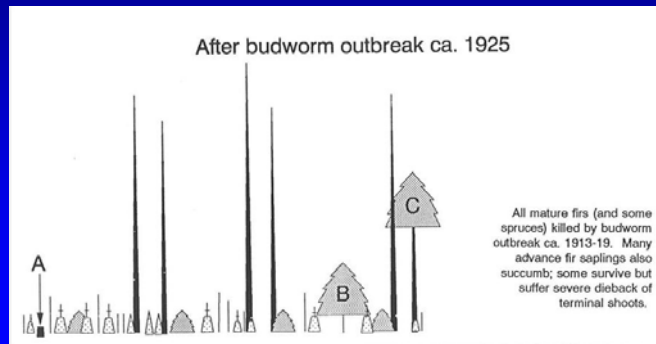 After budworm outbreak ca. 1925
A
C
B
All mature firs (and some
spruces) killed by budworm
outbreak ca. 1913-19. Many
advance fir saplings also
succumb; some survive but
suffer severe dieback of
terminal shoots.